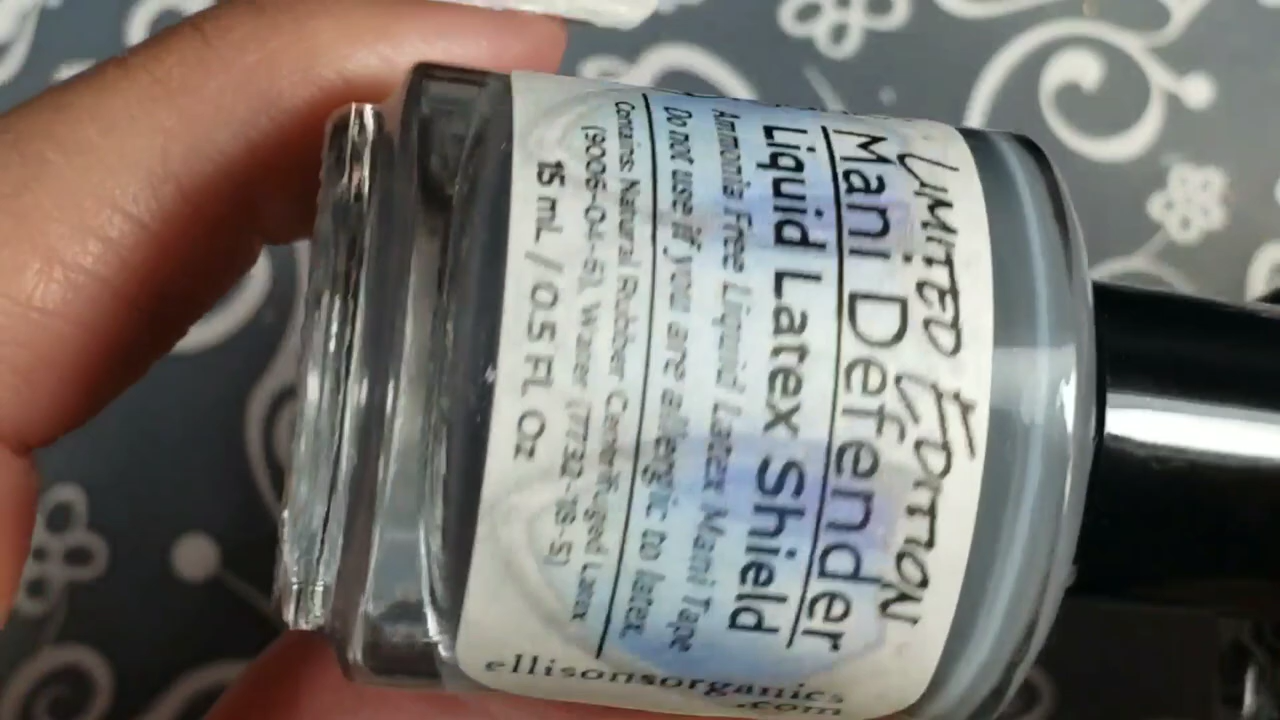 LIMITED EDITION
Mani Defender
Liquid Latex Shield
Ammonia Free Liquid Latex Mani Tape
Do not use if you are allergic to latex.
Contains: Natural Rubber Centrifuged Latex
(9006-04-6), Water (7732-18-5)
15 mL / 0.5 FL Oz
ellisonsorganics
.com